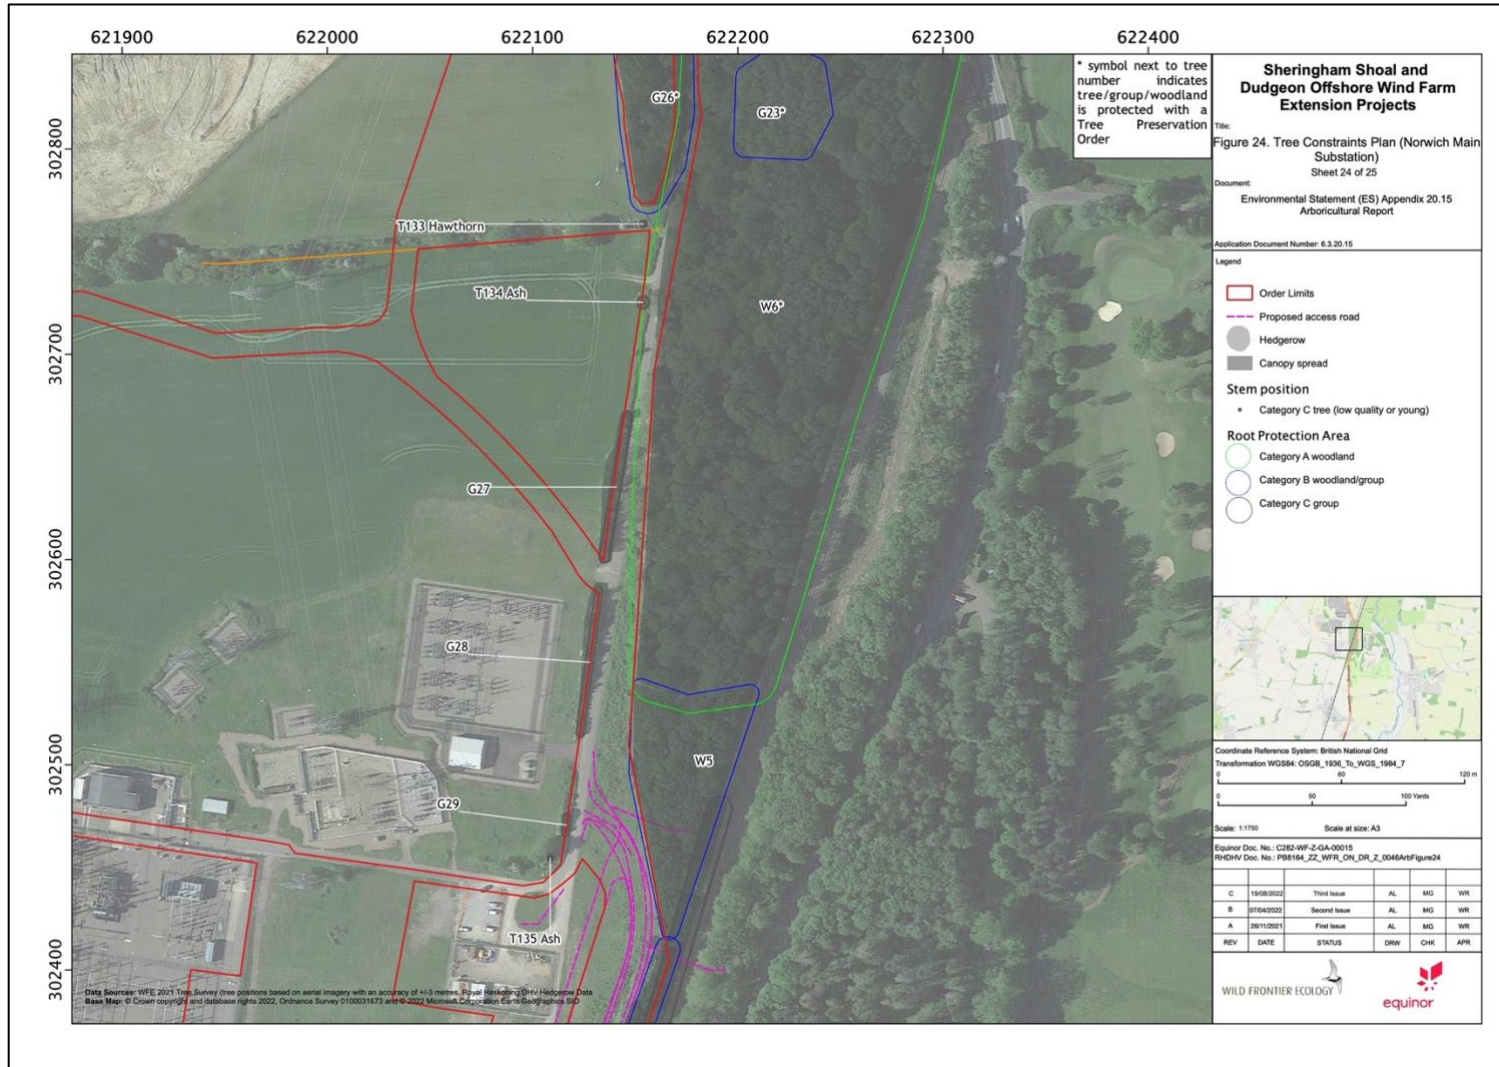 621900 622000 622100 622200 622300 622400
302800
302700
302600
302500
302400
G26*
G23*
T133 Hawthorn
T134 Ash
W6*
G27
G28
W5
G29
T135 Ash
* symbol next to tree
number indicates
tree/group/woodland
is protected with a
Tree Preservation
Order
Data Sources: WFE 2021 Tree Survey (tree positions based on aerial imagery with an accuracy of +/-3 metres. Royal Haskoning DHV Hedgerow Data
Base Map: © Crown copyright and database rights 2022, Ordnance Survey 0100031673 and © 2022 Microsoft Corporation Earth Geographics SIO
Sheringham Shoal and
Dudgeon Offshore Wind Farm
Extension Projects
Title:
Figure 24. Tree Constraints Plan (Norwich Main
Substation)
Sheet 24 of 25
Document:
Environmental Statement (ES) Appendix 20.15
Arboricultural Report
Application Document Number: 6.3.20.15
Legend
Order Limits
Proposed access road
Hedgerow
Canopy spread
Stem position
Category C tree (low quality or young)
Root Protection Area
Category A woodland
Category B woodland/group
Category C group
Coordinate Reference System: British National Grid
Transformation WGS84: OSGB_1936_To_WGS_1984_7
0 60 120 m
0 50 100 Yards
Scale: 1:1750 Scale at size: A3
Equinor Doc. No.: C282-WF-Z-GA-00015
RHDHV Doc. No.: PB8164_ZZ_WFR_ON_DR_Z_0046ArbFigure24
C 19/08/2022 Third Issue AL MG WR
B 07/04/2022 Second Issue AL MG WR
A 26/11/2021 First Issue AL MG WR
REV DATE STATUS DRW CHK APR
WILD FRONTIER ECOLOGY
equinor